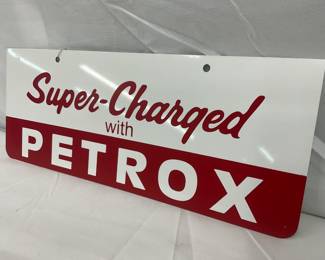 Super-Charged
with
PETROX